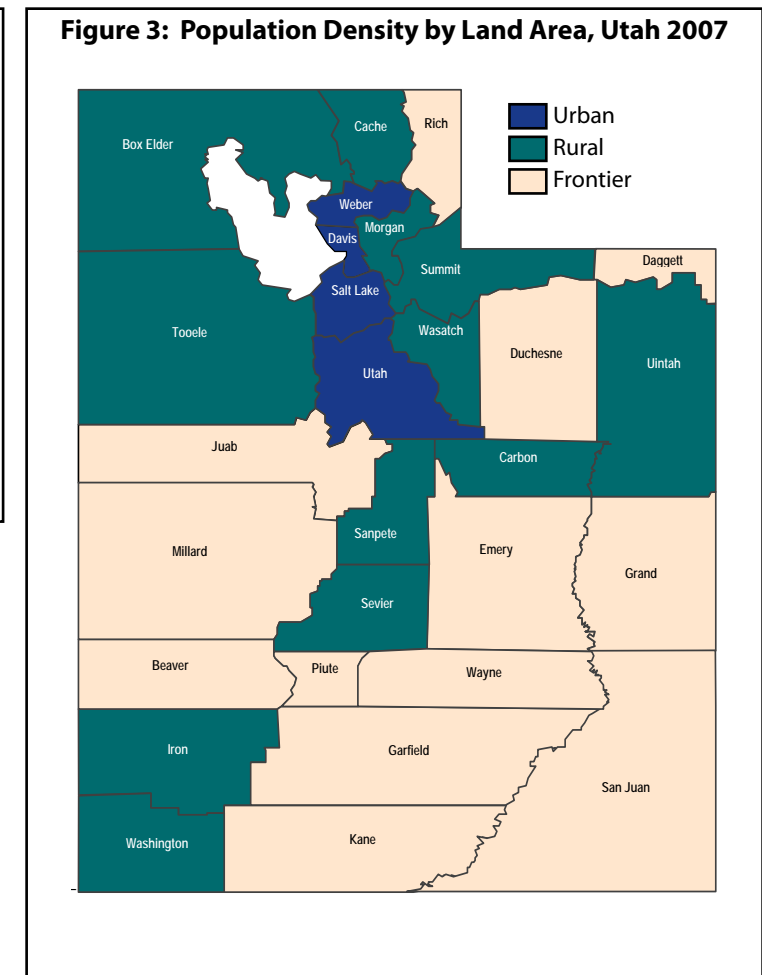 Figure 3: Population Density by Land Area, Utah 2007
Urban
Rural
Frontier
Box Elder
Cache
Rich
Weber
Morgan
Davis
Summit
Daggett
Salt Lake
Tooele
Wasatch
Duchesne
Uintah
Utah
Juab
Carbon
Sanpete
Millard
Emery
Grand
Sevier
Beaver
Piute
Wayne
Iron
Garfield
San Juan
Washington
Kane